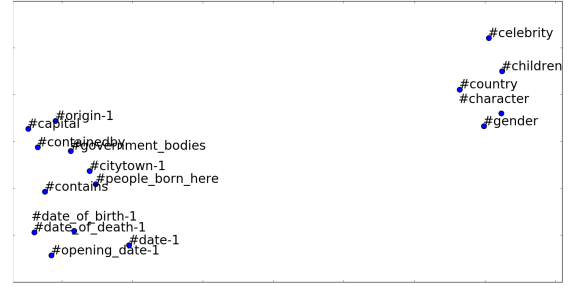 #celebrity
#children
#country
#character
#origin-1
#capital
#gender
#containedby
#government_bodies
#citytown-1
#people_born_here
#contains
#date_of_birth-1
#date_of_death-1
#date-1
#opening_date-1